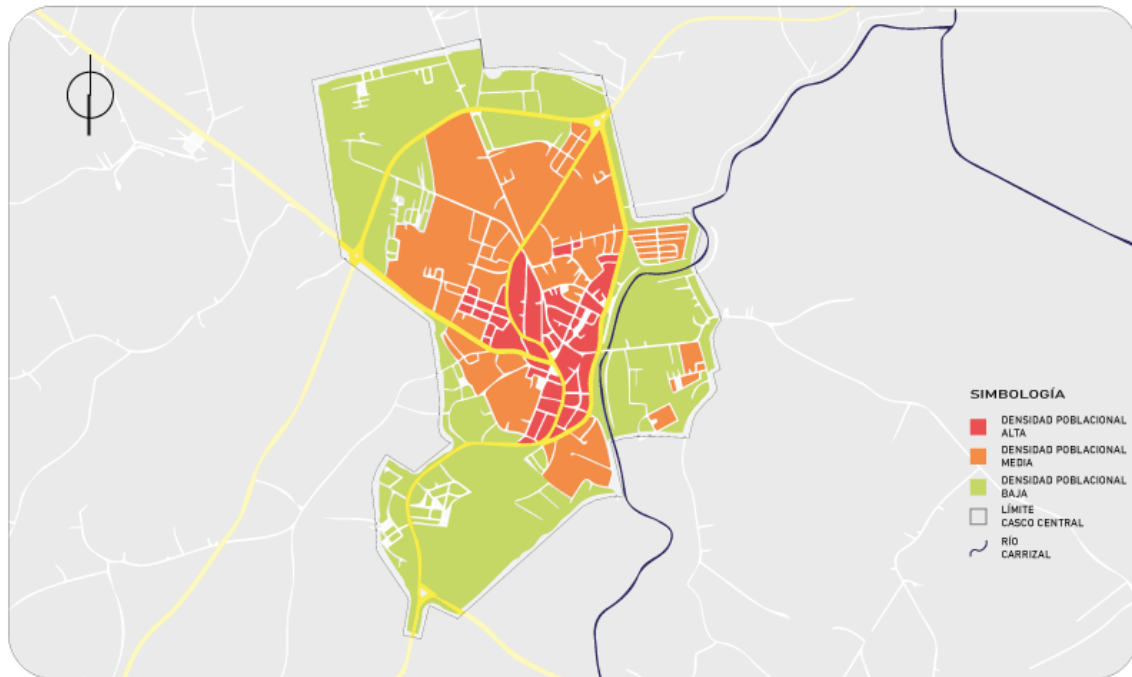 SIMBOLOGÍA
DENSIDAD POBLACIONAL
ALTA
DENSIDAD POBLACIONAL
MEDIA
DENSIDAD POBLACIONAL
BAJA
LÍMITE
CASCO CENTRAL
RÍO
CARRIZAL